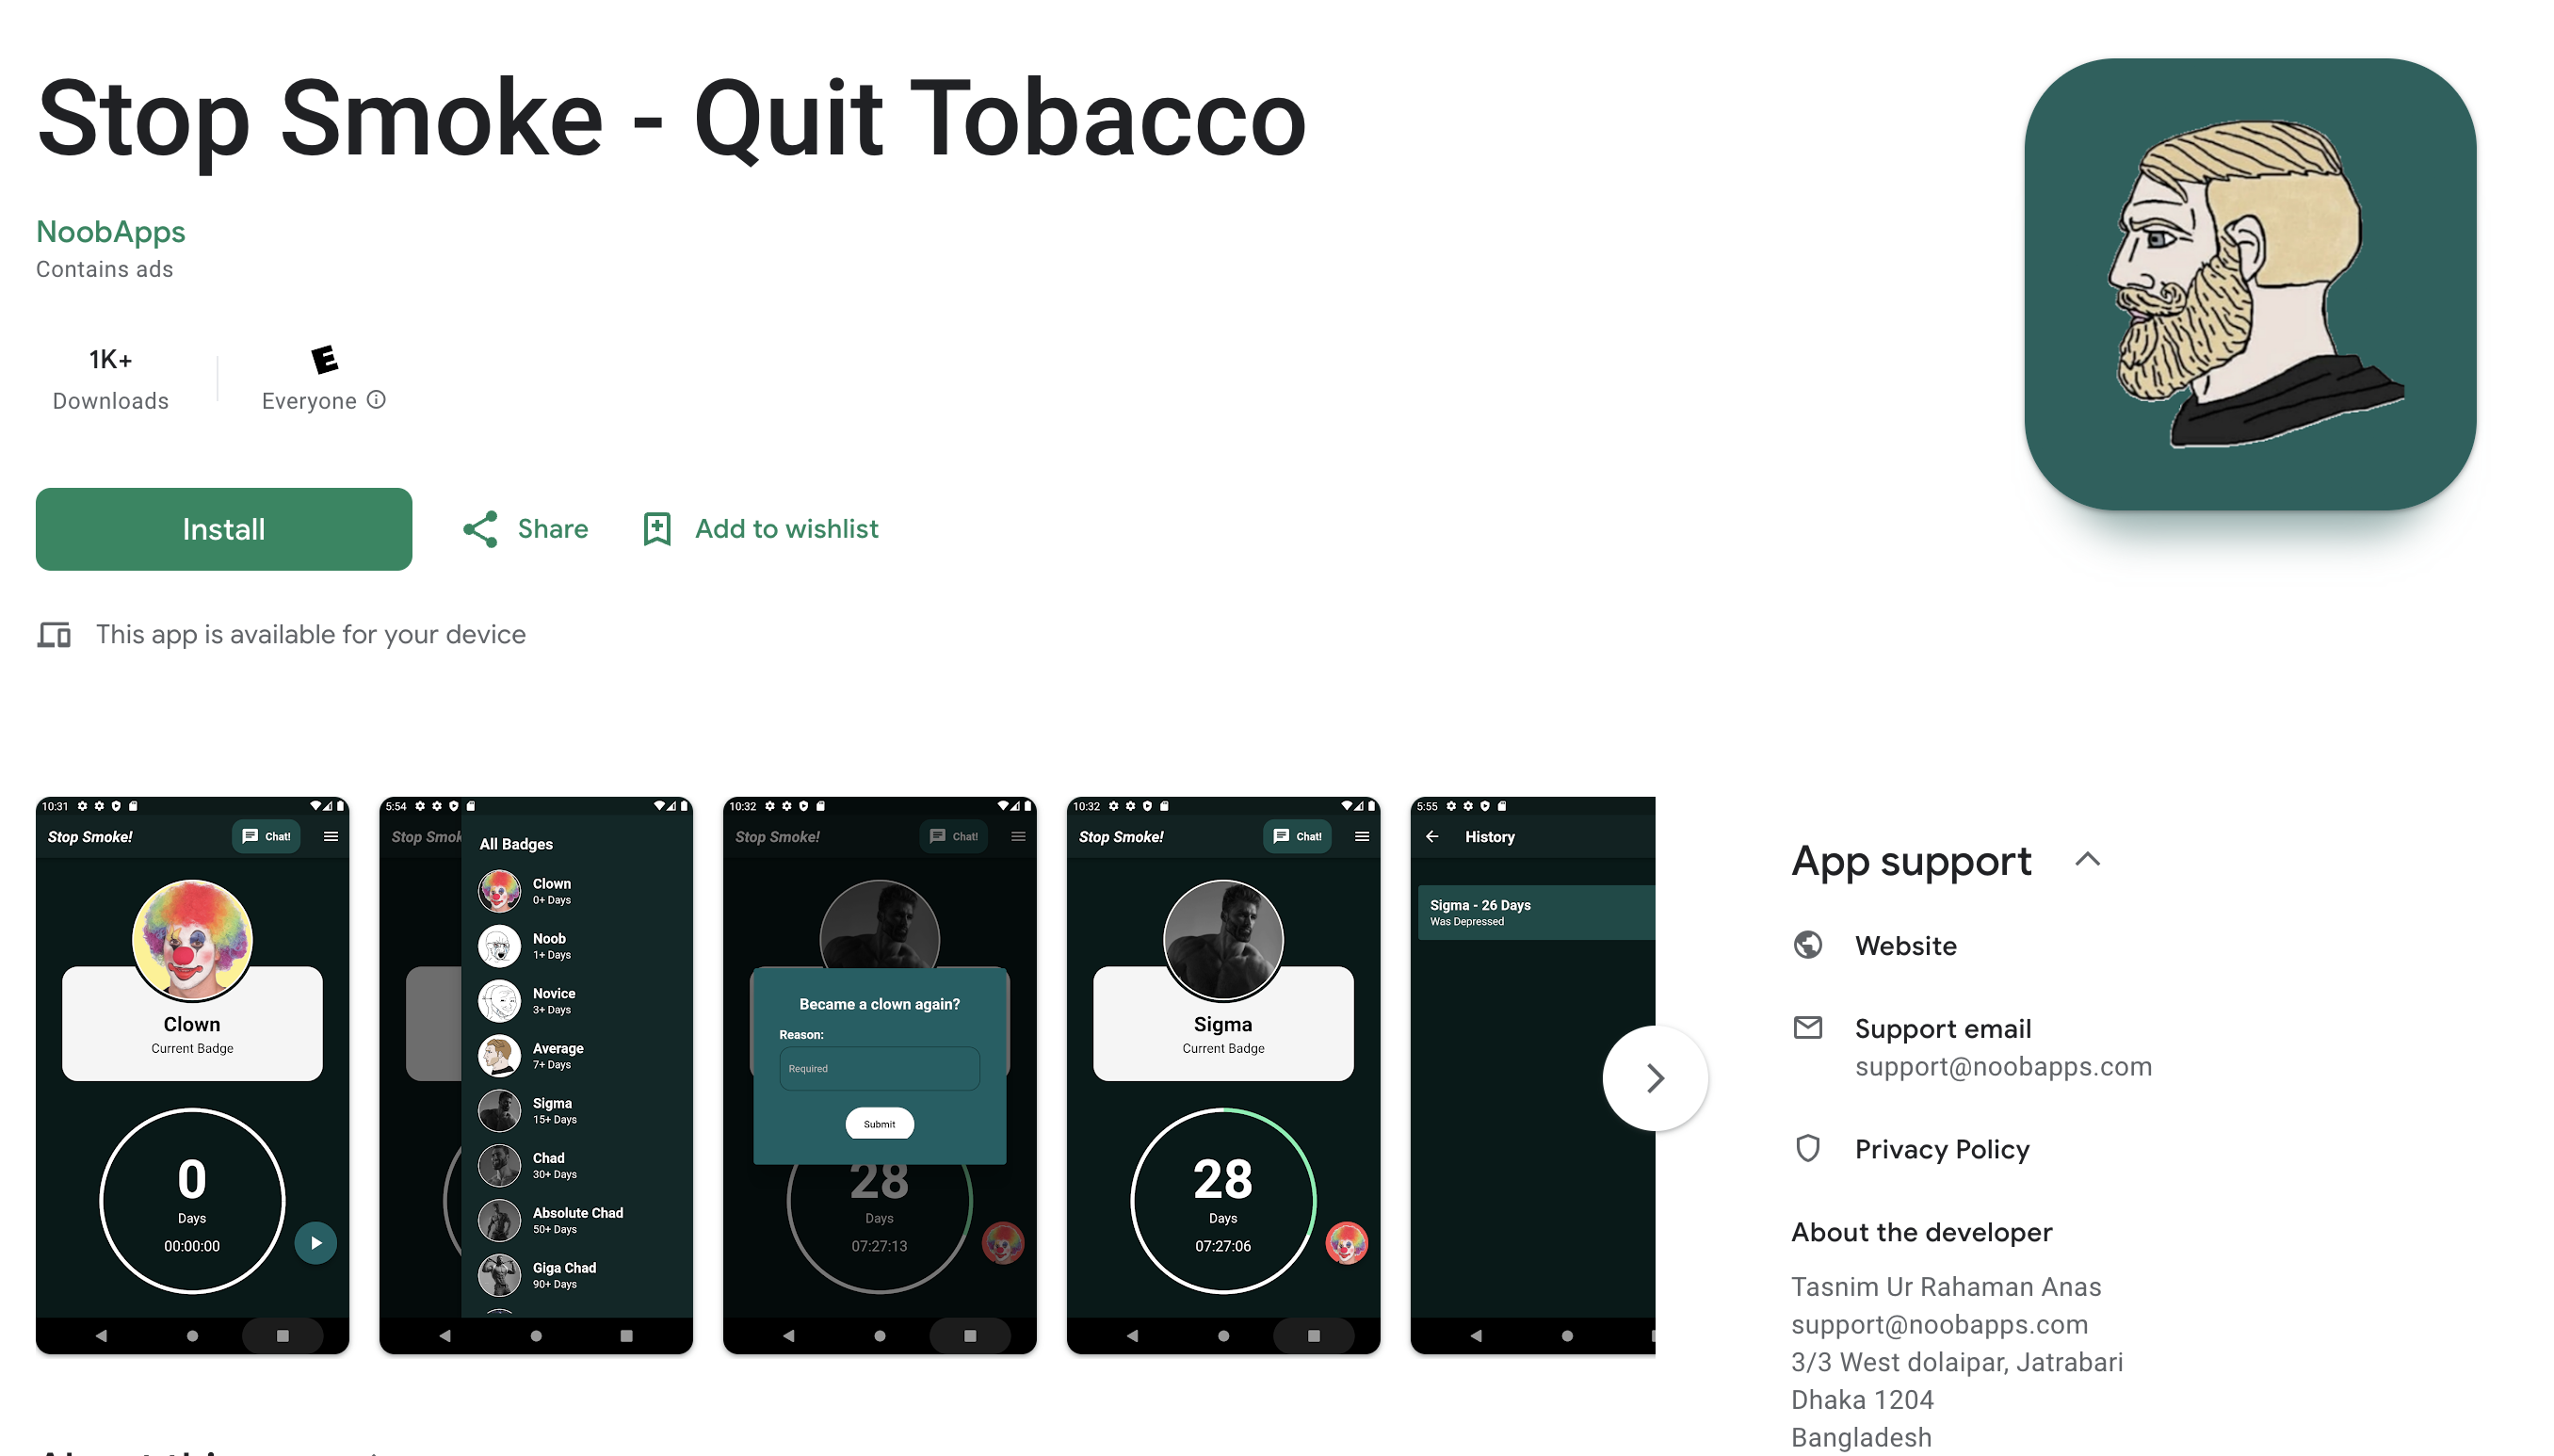 Stop Smoke - Quit Tobacco
NoobApps
Contains ads
1K+
Downloads
E
Everyone
Install
Share
Add to wishlist
This app is available for your device
10:31
Stop Smoke!
Chat!
Clown
Current Badge
0
Days
00:00:00
5:54
Stop Smok
All Badges
Clown
0+ Days
Noob
1+ Days
Novice
3+ Days
Average
7+ Days
Sigma
15+ Days
Chad
30+ Days
Absolute Chad
50+ Days
Giga Chad
90+ Days
10:32
Stop Smoke!
Chat!
Became a clown again?
Reason:
Required
Submit
28
Days
07:27:13
10:32
Stop Smoke!
Chat!
Sigma
Current Badge
28
Days
07:27:06
5:55
History
Sigma - 26 Days
Was Depressed
App support
Website
Support email
support@noobapps.com
Privacy Policy
About the developer
Tasnim Ur Rahaman Anas
support@noobapps.com
3/3 West dolaipar, Jatrabari
Dhaka 1204
Bangladesh